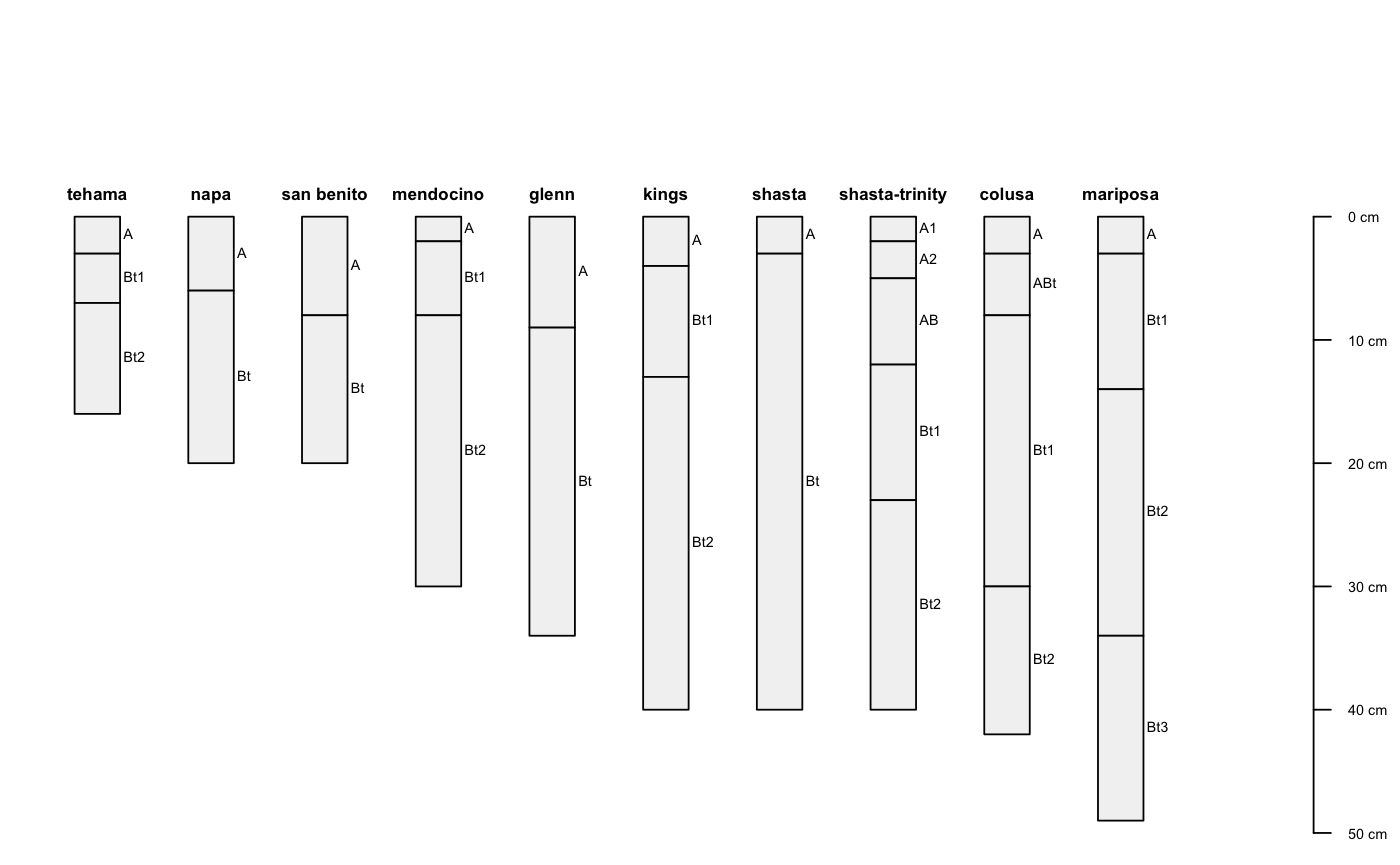 tehama
napa
san benito
mendocino
glenn
kings
shasta
shasta-trinity
colusa
mariposa
A
Bt1
Bt2
A
Bt
A
Bt
A
Bt1
Bt2
A
Bt
A
Bt1
Bt2
A
Bt
A1
A2
AB
Bt1
Bt2
A
ABt
Bt1
Bt2
A
Bt1
Bt2
Bt3
0 cm
10 cm
20 cm
30 cm
40 cm
50 cm